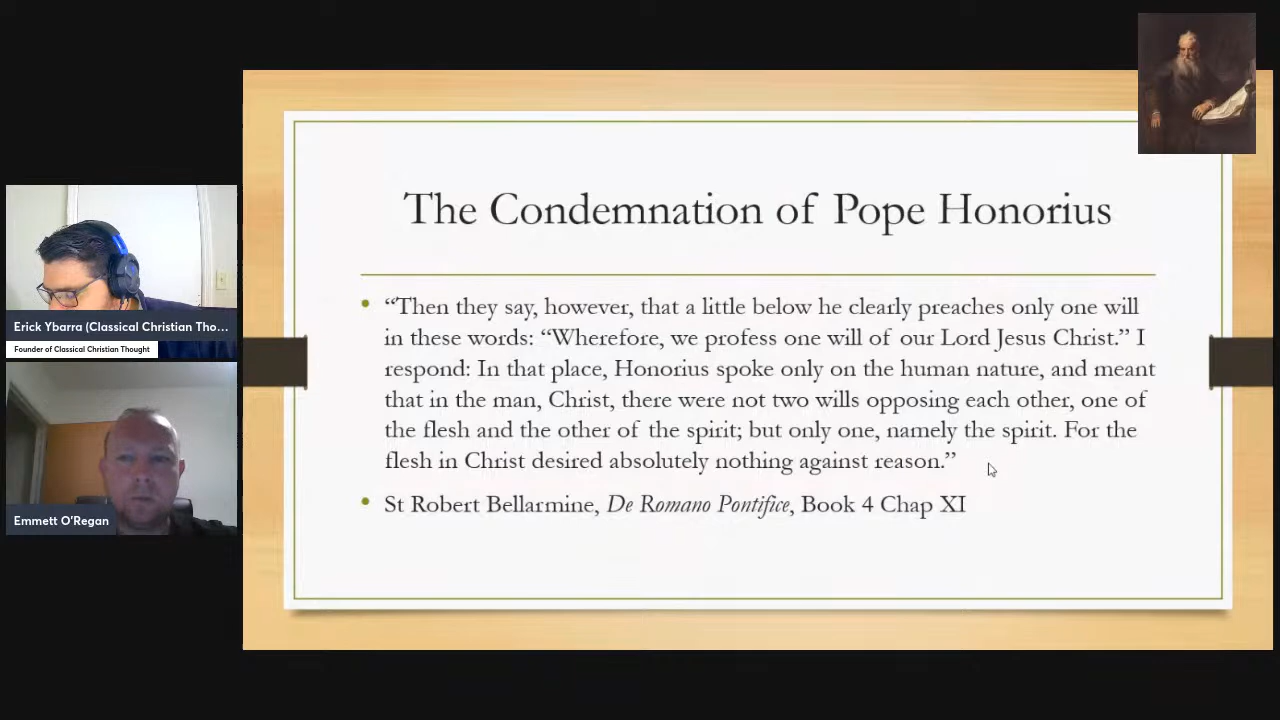 The Condemnation of Pope Honorius
• “Then they say, however, that a little below he clearly preaches only one will
in these words: “Wherefore, we profess one will of our Lord Jesus Christ.” I
respond: In that place, Honorius spoke only on the human nature, and meant
that in the man, Christ, there were not two wills opposing each other, one of
the flesh and the other of the spirit; but only one, namely the spirit. For the
flesh in Christ desired absolutely nothing against reason.”
• St Robert Bellarmine, De Romano Pontifice, Book 4 Chap XI
Erick Ybarra (Classical Christian Tho...
Founder of Classical Christian Thought
Emmett O’Regan